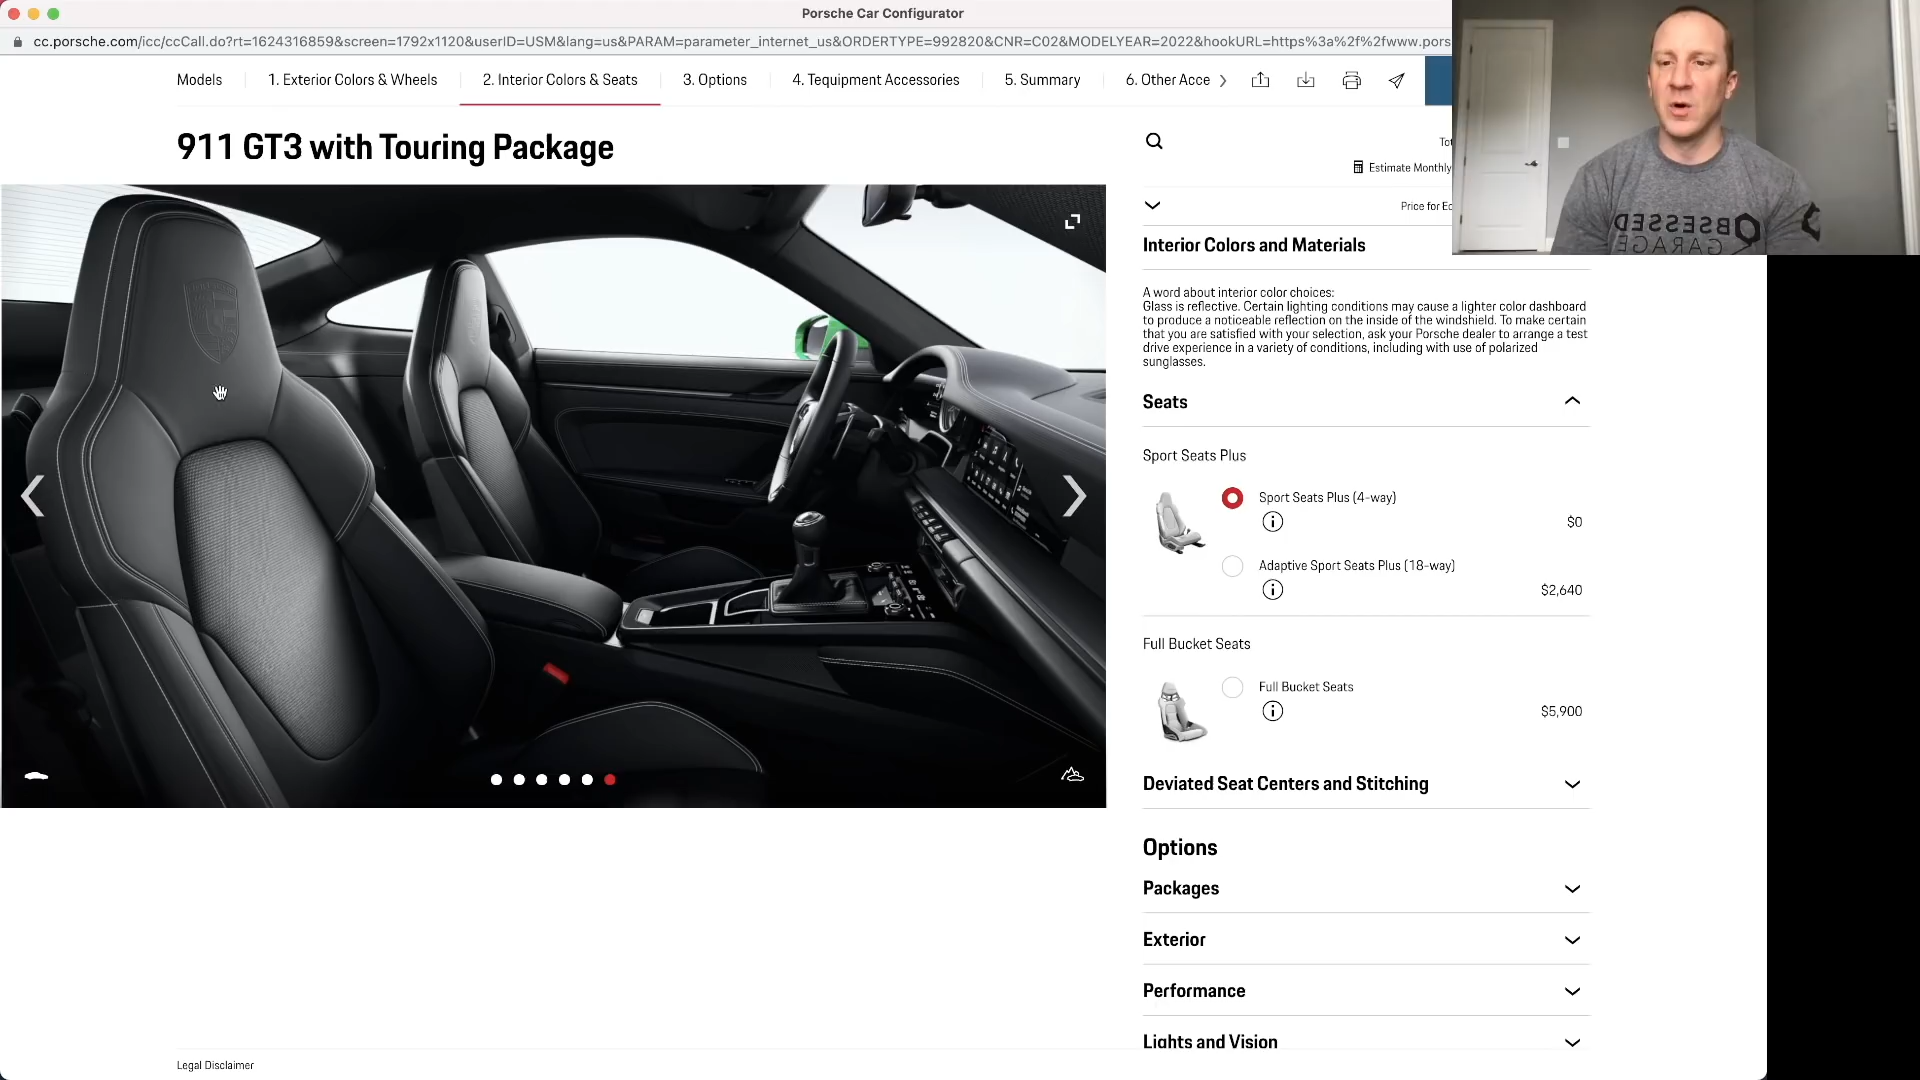 Porsche Car Configurator
cc.porsche.com/icc/ccCall.do?rt=1624316859&screen=1792x1120&userID=USM&lang=us&PARAM=parameter_internet_us&ORDERTYPE=992820&CNR=C02&MODELYEAR=2022&hookURL=https%3a%2f%2fwww.pors
Models
1. Exterior Colors & Wheels
2. Interior Colors & Seats
3. Options
4. Tequipment Accessories
5. Summary
6. Other Acce
911 GT3 with Touring Package
Tot
Estimate Monthly
Price for Ec
OBSESSED
GARAGE
Interior Colors and Materials
A word about interior color choices:
Glass is reflective. Certain lighting conditions may cause a lighter color dashboard
to produce a noticeable reflection on the inside of the windshield. To make certain
that you are satisfied with your selection, ask your Porsche dealer to arrange a test
drive experience in a variety of conditions, including with use of polarized
sunglasses.
Seats
Sport Seats Plus
Sport Seats Plus (4-way)
$0
Adaptive Sport Seats Plus (18-way)
$2,640
Full Bucket Seats
Full Bucket Seats
$5,900
Deviated Seat Centers and Stitching
Options
Packages
Exterior
Performance
Lights and Vision
Legal Disclaimer